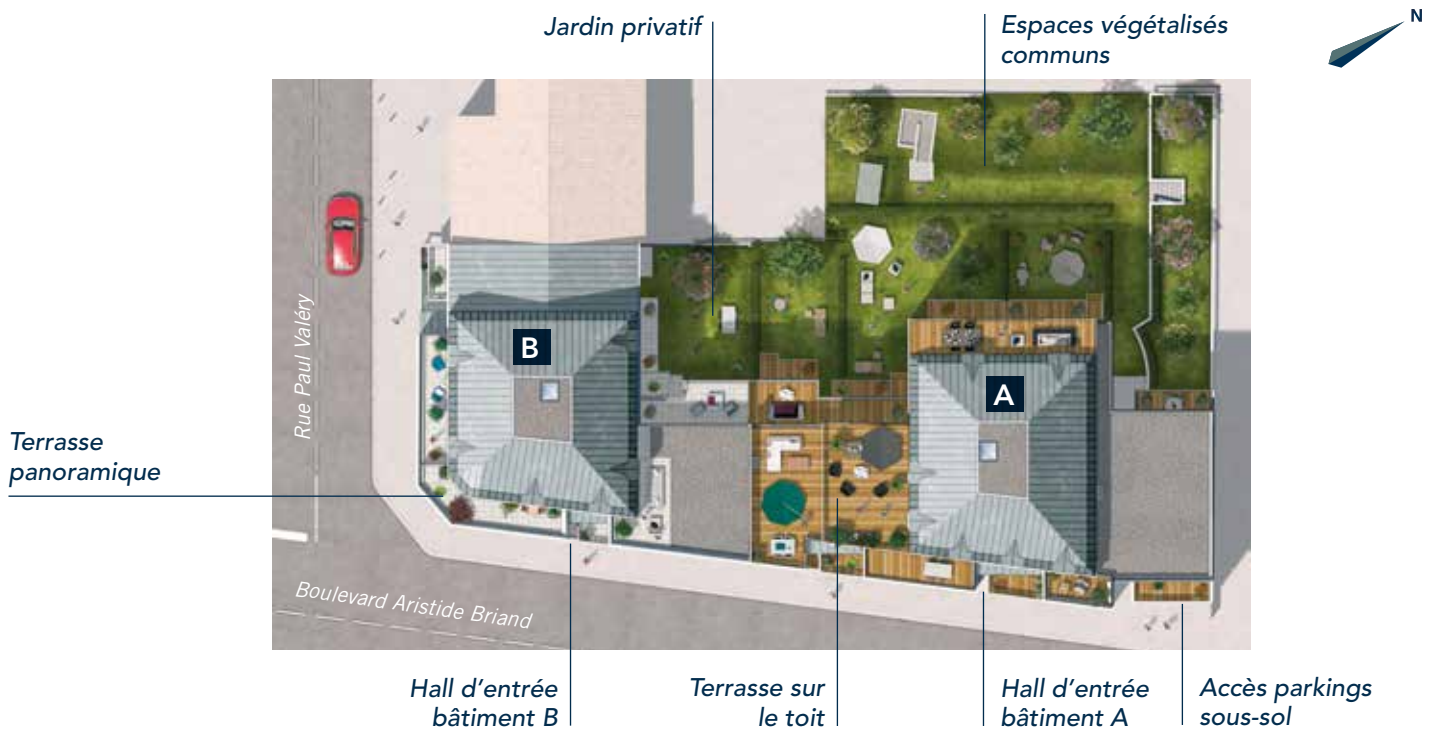 Jardin privatif
Espaces végétalisés
communs
N
B
A
Rue Paul Valéry
Terrasse
panoramique
Boulevard Aristide Briand
Hall d'entrée
bâtiment B
Terrasse sur
le toit
Hall d'entrée
bâtiment A
Accès parkings
sous-sol